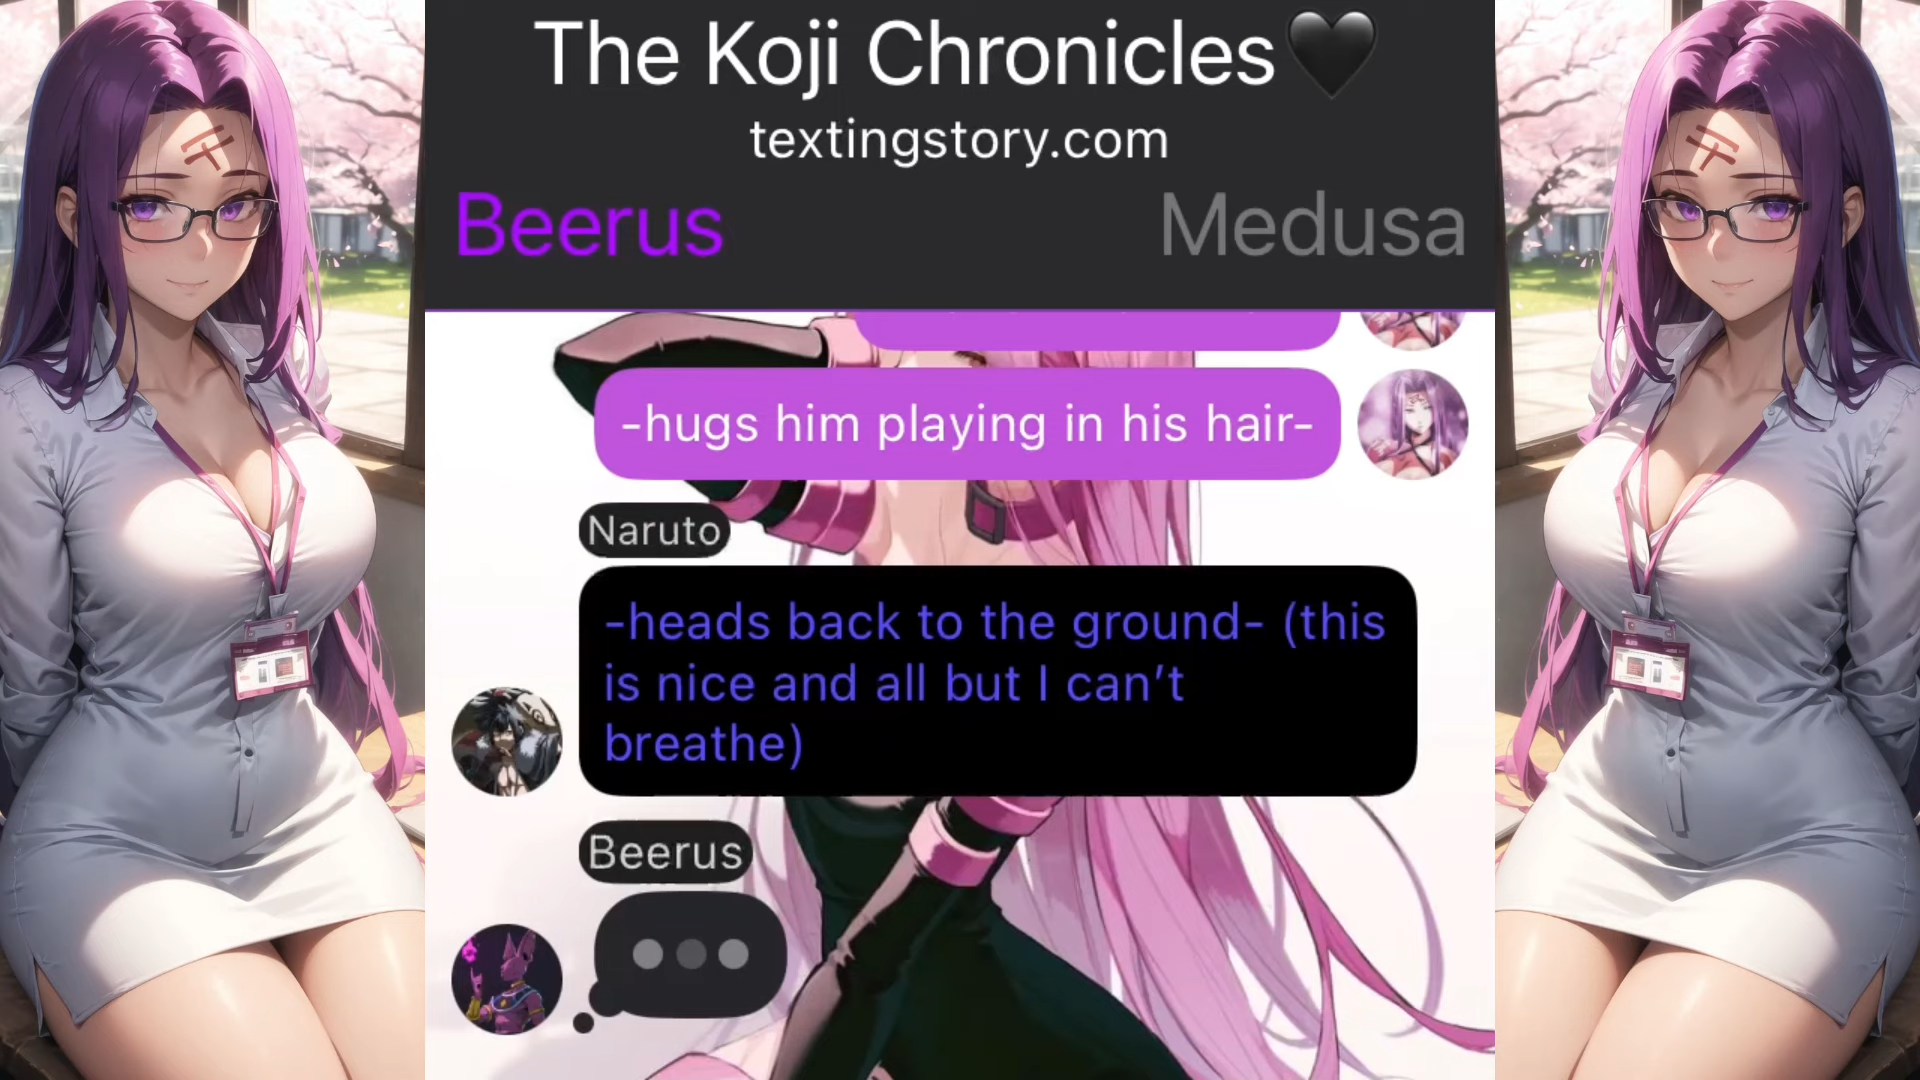 The Koji Chronicles🖤
textingstory.com
Beerus
Medusa
-hugs him playing in his hair-
Naruto
-heads back to the ground- (this
is nice and all but I can’t
breathe)
Beerus